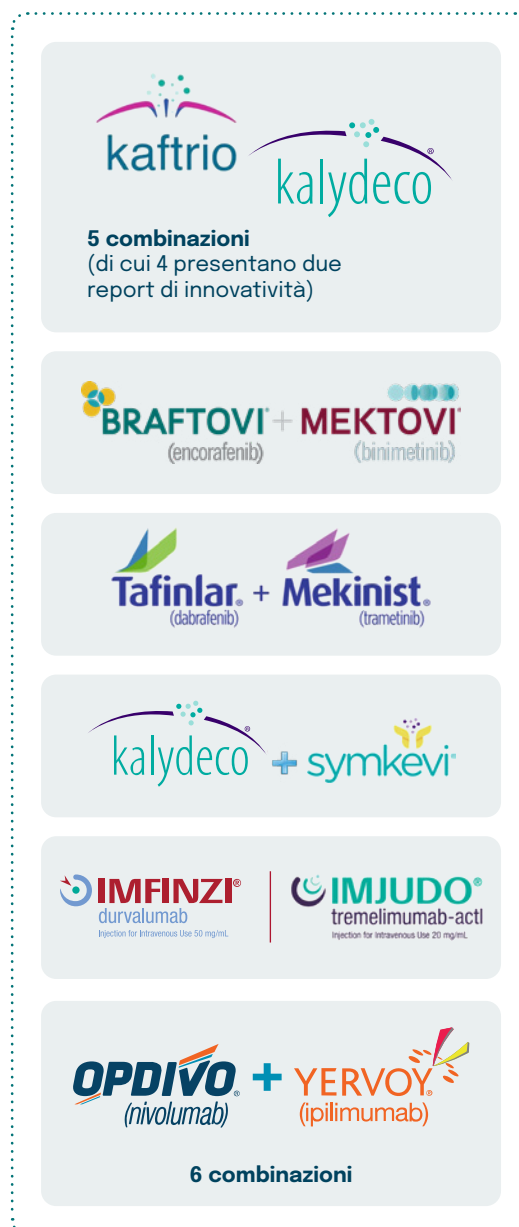 kaftrio
kalydeco®
5 combinazioni
(di cui 4 presentano due
report di innovatività)
BRAFTOVI® + MEKTOVI®
(encorafenib) (binimetinib)
Tafinlar® + Mekinist®
(dabrafenib) (trametinib)
kalydeco® + symkevi®
IMFINZI® IMJUDO®
durvalumab tremelimumab-actl
Injection for Intravenous Use 50 mg/mL Injection for Intravenous Use 20 mg/mL
OPDIVO® + YERVOY®
(nivolumab) (ipilimumab)
6 combinazioni